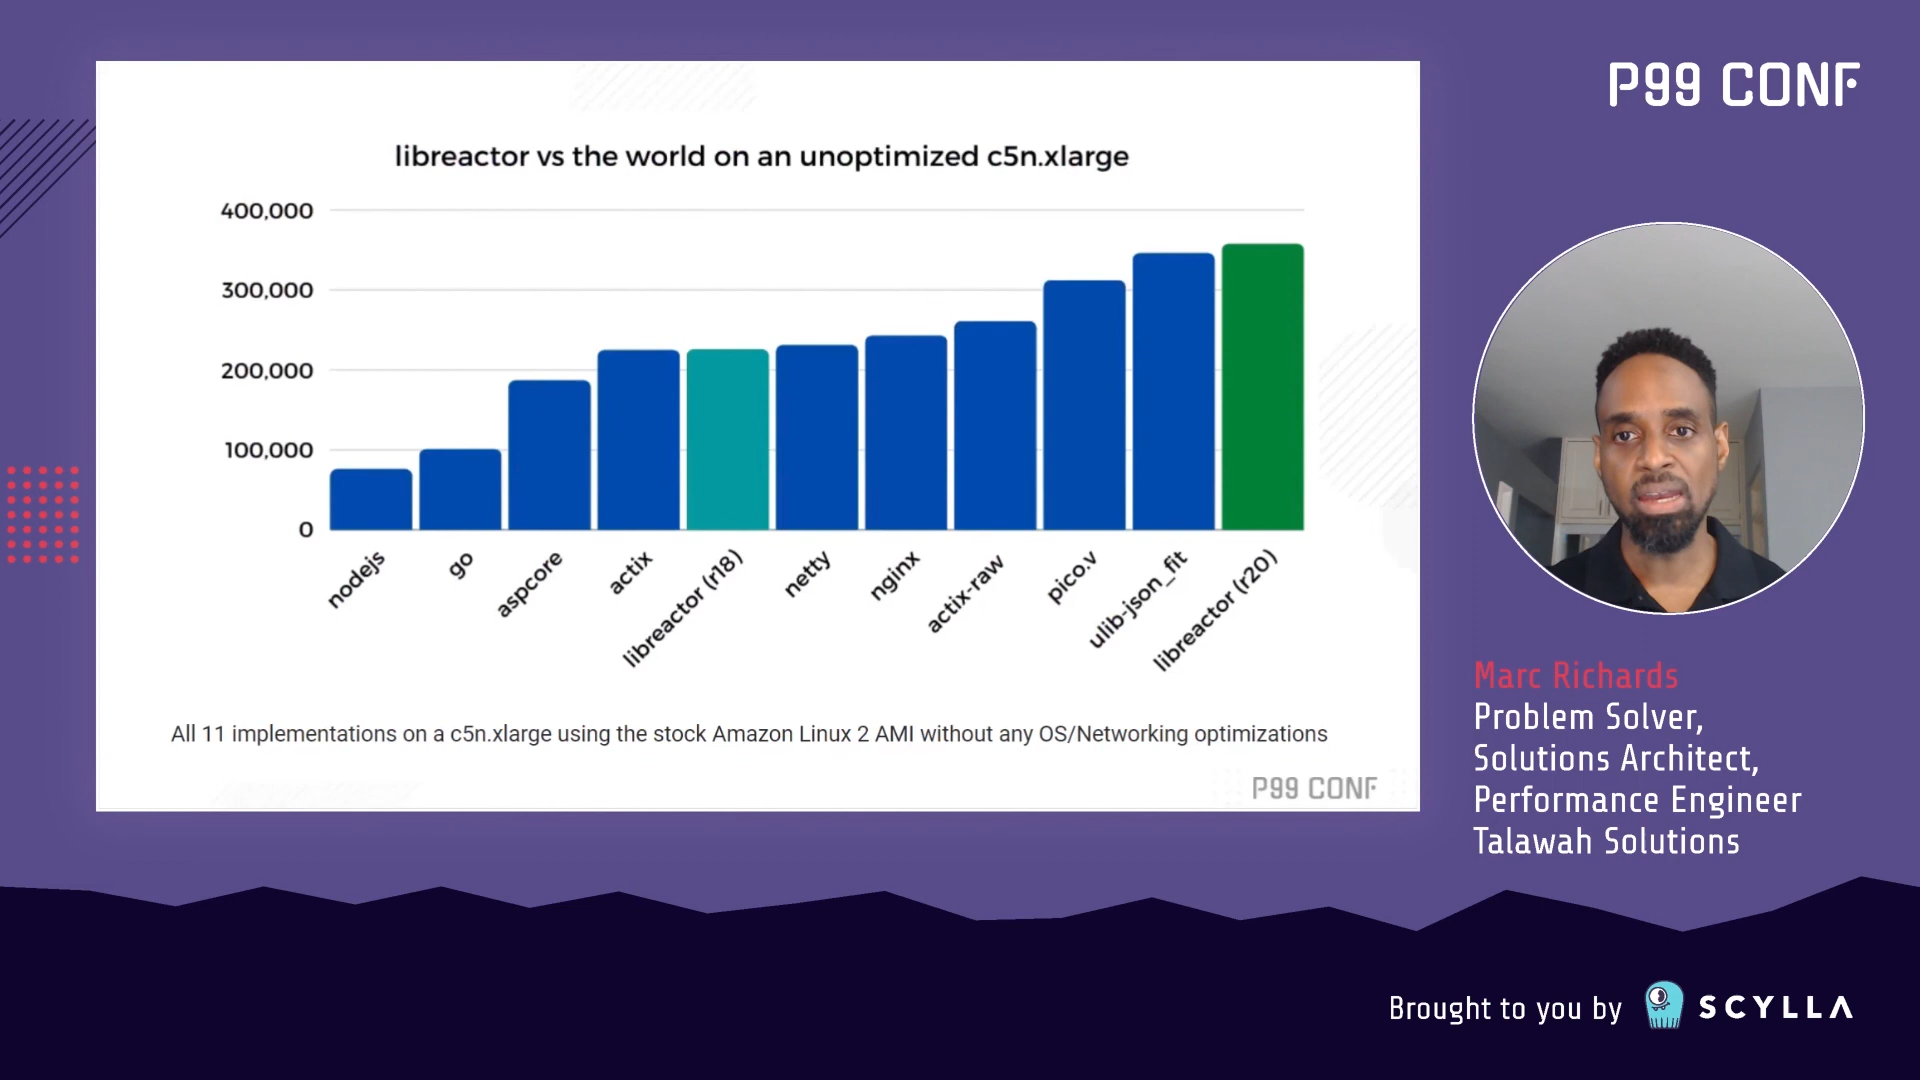 P99 CONF
libreactor vs the world on an unoptimized c5n.xlarge
400,000
300,000
200,000
100,000
0
nodejs
go
aspcore
actix
libreactor (r18)
netty
nginx
actix-raw
pico.v
ulib-json_fit
libreactor (r20)
All 11 implementations on a c5n.xlarge using the stock Amazon Linux 2 AMI without any OS/Networking optimizations
P99 CONF
Marc Richards
Problem Solver,
Solutions Architect,
Performance Engineer
Talawah Solutions
Brought to you by SCYLLA